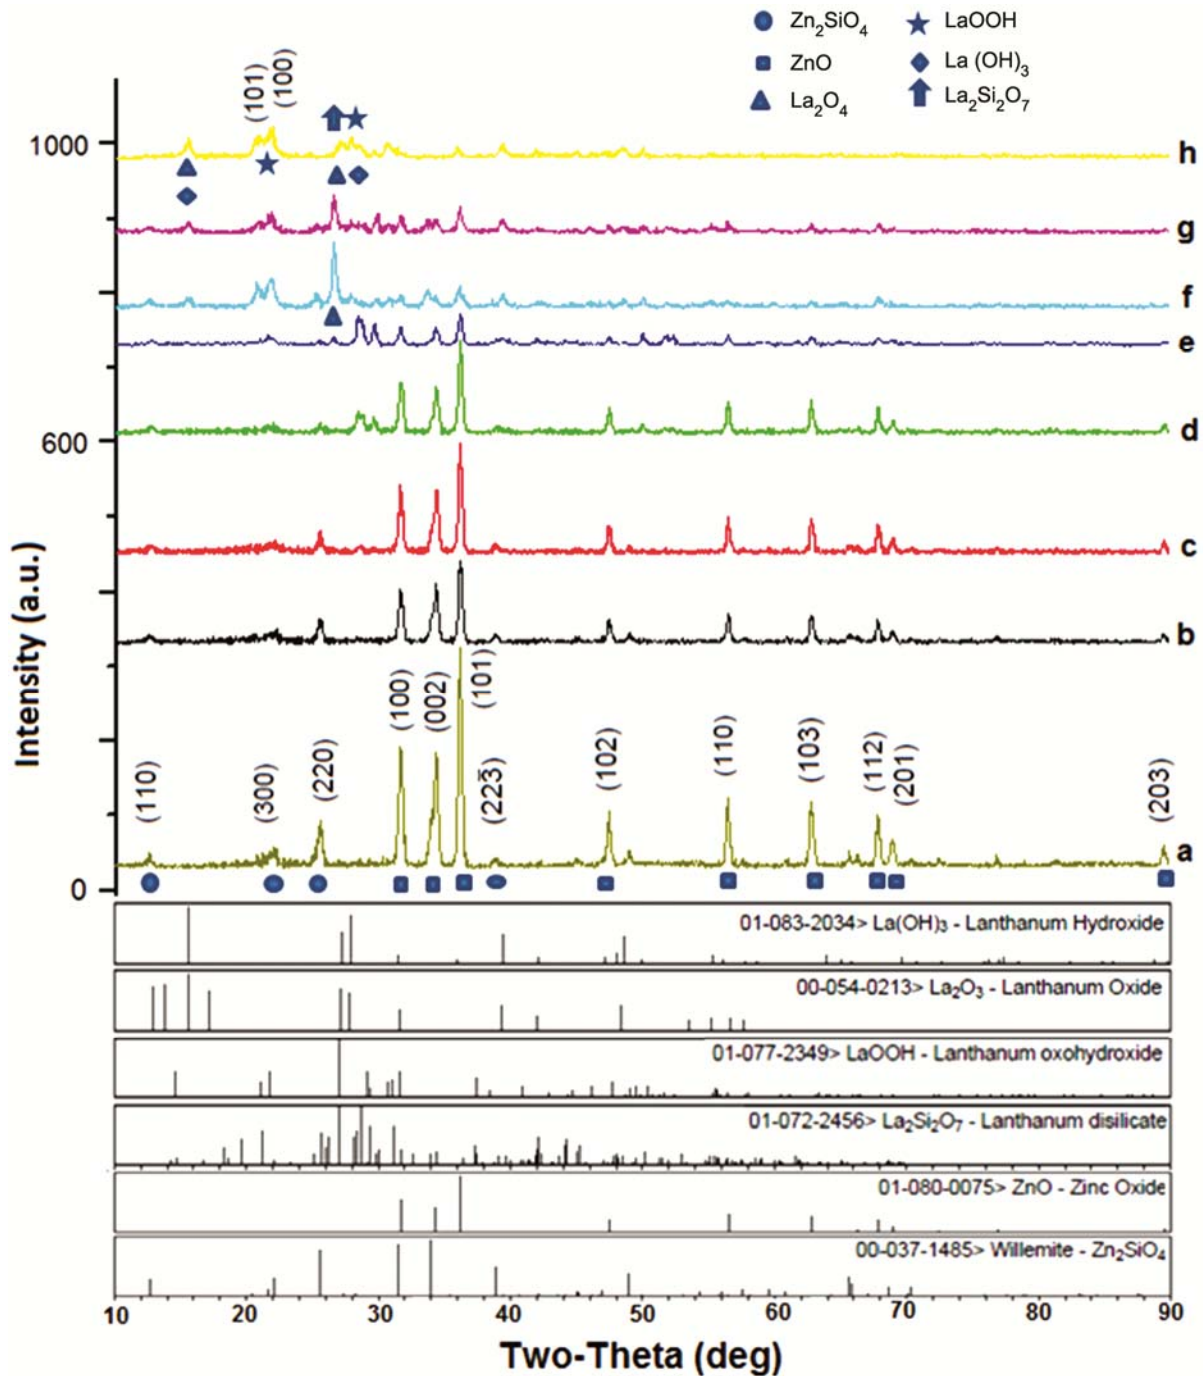 Zn2SiO4
LaOOH
ZnO
La (OH)3
La2O4
La2Si2O7
(101)
(100)
1000
h
g
f
e
600
d
c
b
(100)
(002)
(101)
(110)
(300)
(220)
(22̄3)
(102)
(110)
(103)
(112)
(201)
(203)
a
0
Intensity (a.u.)
01-083-2034> La(OH)3 - Lanthanum Hydroxide
00-054-0213> La2O3 - Lanthanum Oxide
01-077-2349> LaOOH - Lanthanum oxohydroxide
01-072-2456> La2Si2O7 - Lanthanum disilicate
01-080-0075> ZnO - Zinc Oxide
00-037-1485> Willemite - Zn2SiO4
10 20 30 40 50 60 70 80 90
Two-Theta (deg)